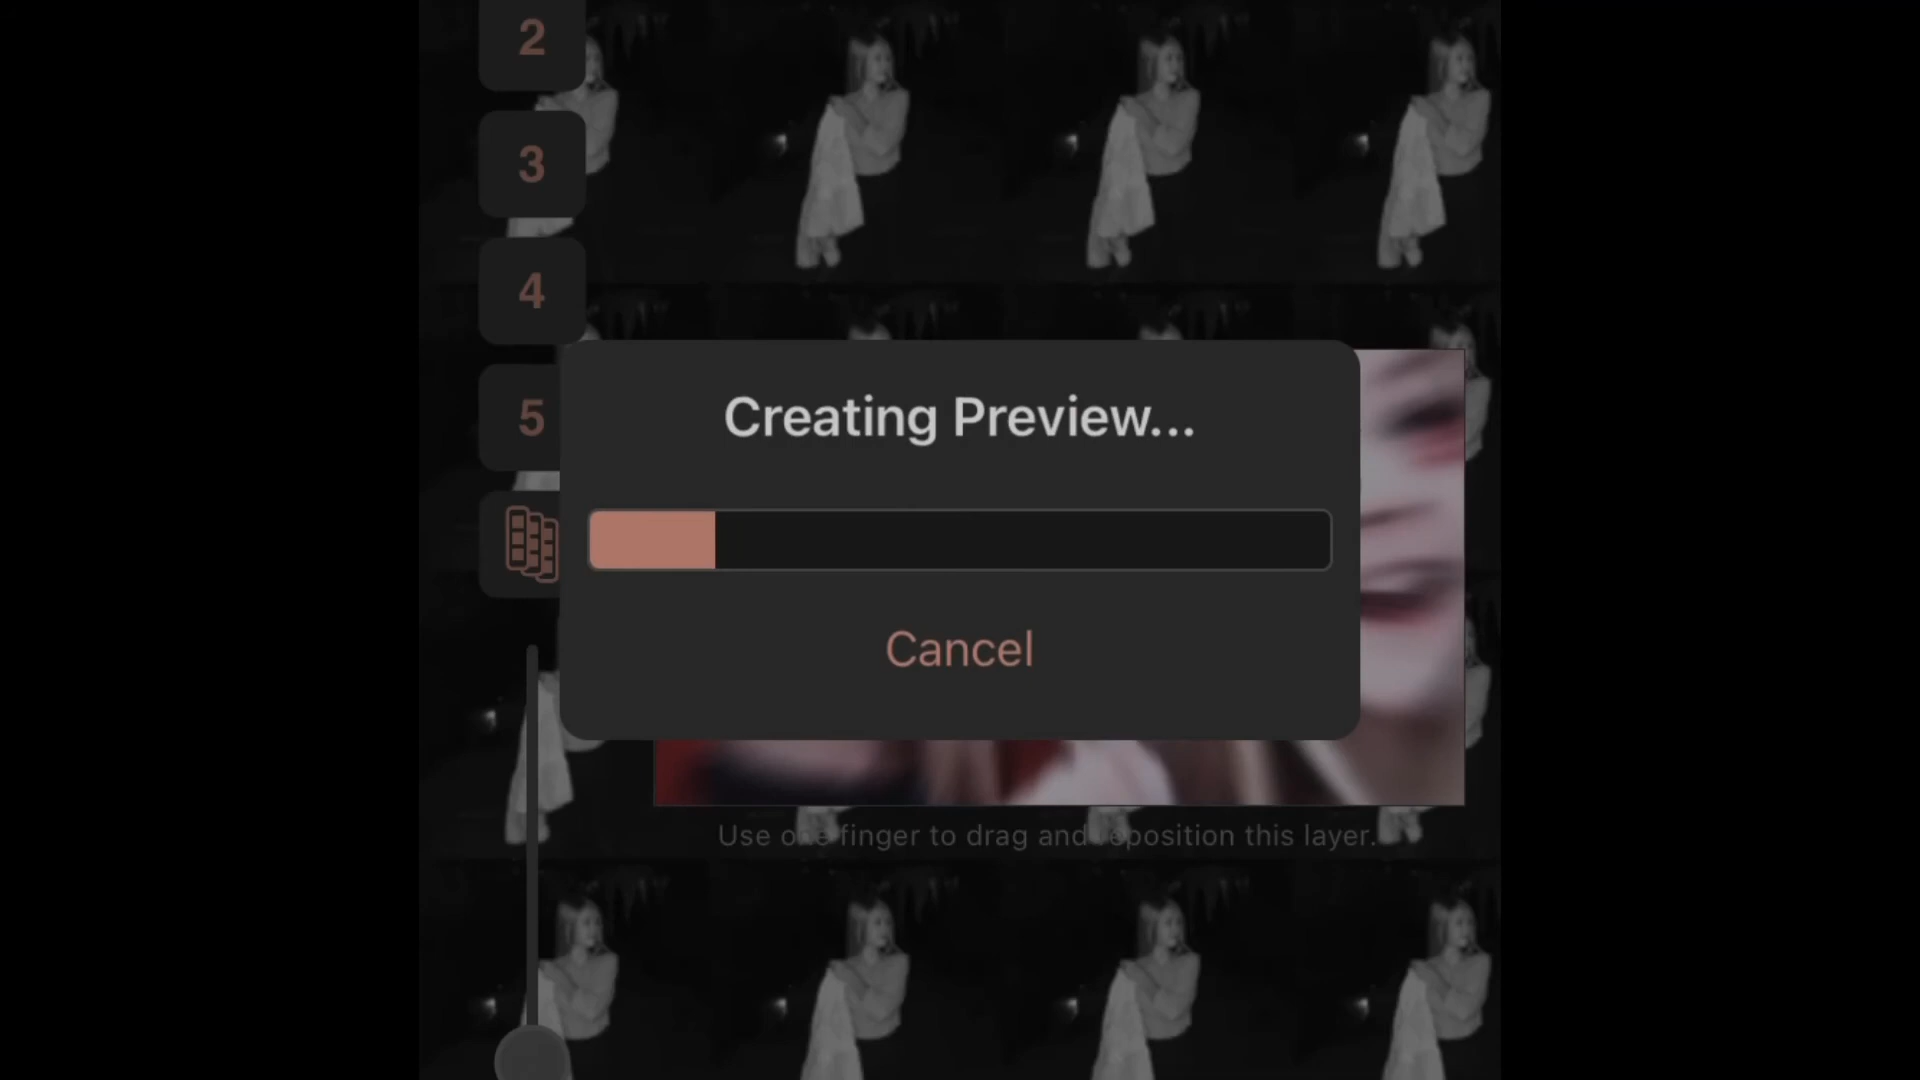 2
3
4
Creating Preview...
5
Cancel
Use one finger to drag and reposition this layer.